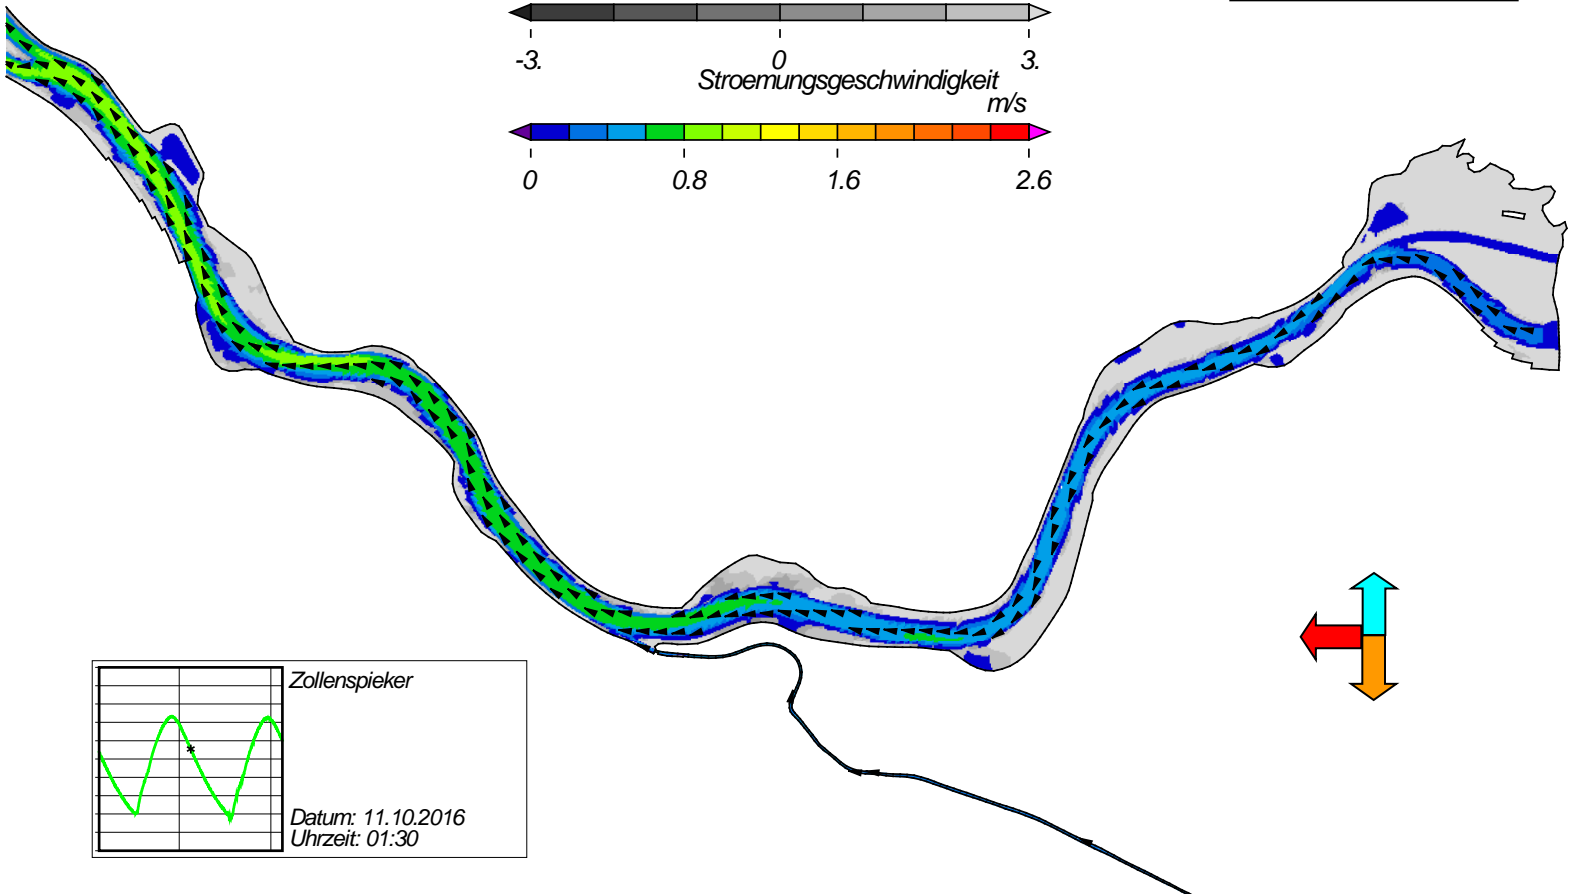 -3. 0 3.
Stroemungsgeschwindigkeit
m/s
0 0.8 1.6 2.6
Zollenspieker
Datum: 11.10.2016
Uhrzeit: 01:30